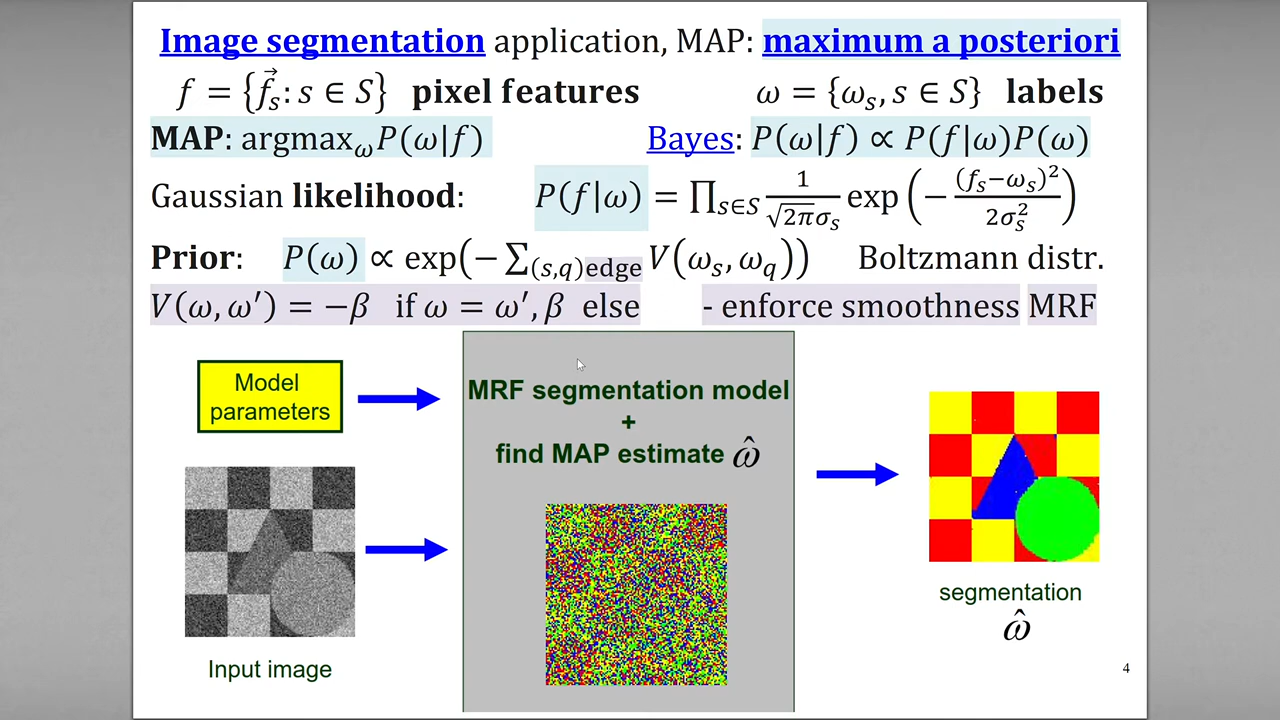 Image segmentation application, MAP: maximum a posteriori
f = {f⃗ₛ: s ∈ S} pixel features ω = {ωₛ, s ∈ S} labels
MAP: argmax_ω P(ω|f) Bayes: P(ω|f) ∝ P(f|ω)P(ω)
Gaussian likelihood: P(f|ω) = ∏_{s∈S} 1/(√(2π)σₛ) exp(−(fₛ−ωₛ)²/(2σₛ²))
Prior: P(ω) ∝ exp(−∑_{(s,q)edge} V(ωₛ, ω_q)) Boltzmann distr.
V(ω, ω′) = −β if ω = ω′, β else - enforce smoothness MRF
Model
parameters
MRF segmentation model
+
find MAP estimate ω̂
Input image
segmentation
ω̂
4